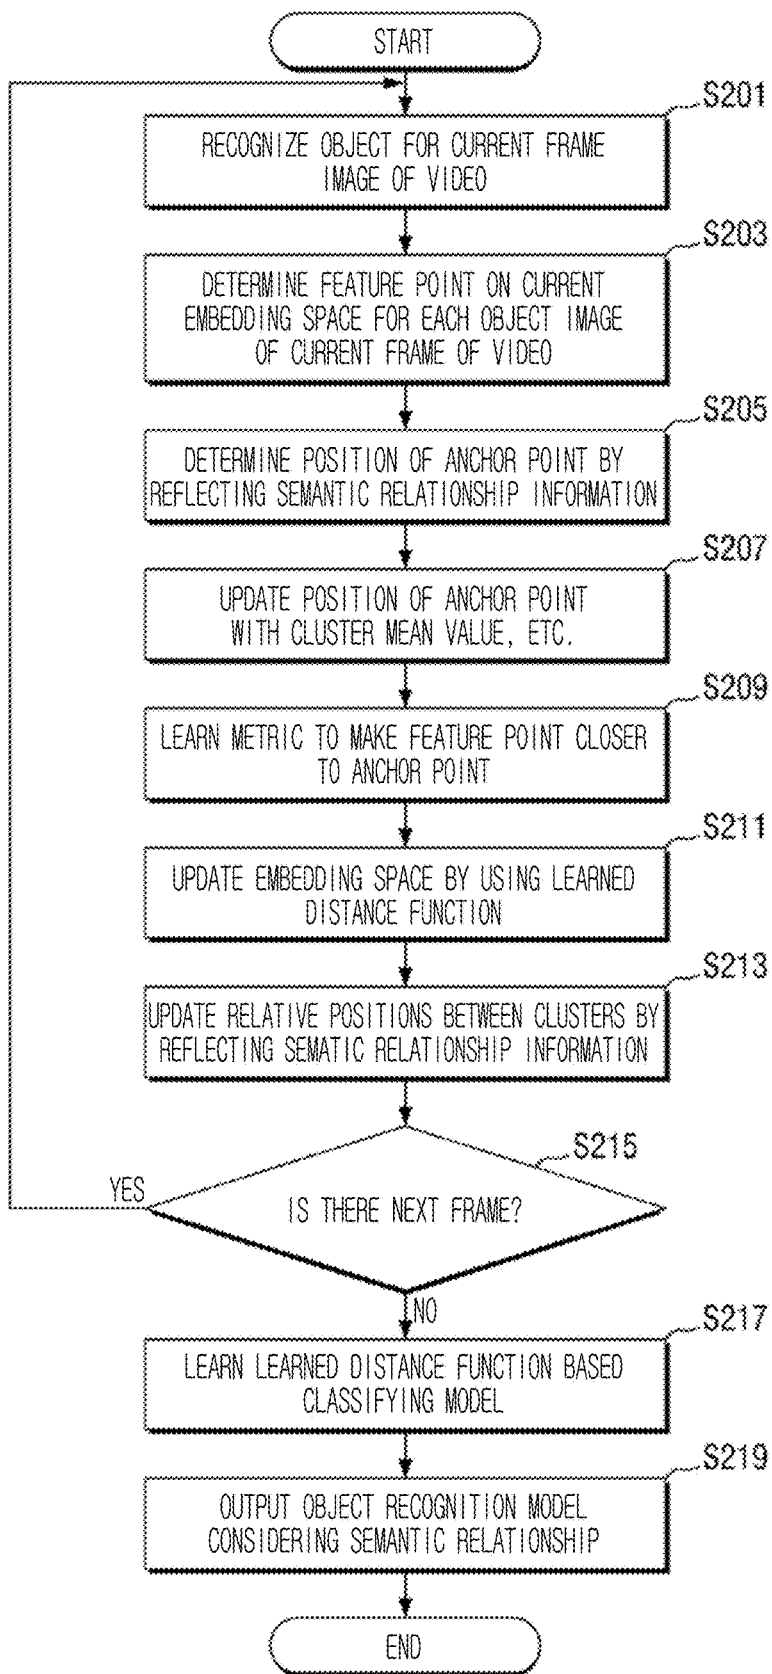 START
S201
RECOGNIZE OBJECT FOR CURRENT FRAME
IMAGE OF VIDEO
S203
DETERMINE FEATURE POINT ON CURRENT
EMBEDDING SPACE FOR EACH OBJECT IMAGE
OF CURRENT FRAME OF VIDEO
S205
DETERMINE POSITION OF ANCHOR POINT BY
REFLECTING SEMANTIC RELATIONSHIP INFORMATION
S207
UPDATE POSITION OF ANCHOR POINT
WITH CLUSTER MEAN VALUE, ETC.
S209
LEARN METRIC TO MAKE FEATURE POINT CLOSER
TO ANCHOR POINT
S211
UPDATE EMBEDDING SPACE BY USING LEARNED
DISTANCE FUNCTION
S213
UPDATE RELATIVE POSITIONS BETWEEN CLUSTERS BY
REFLECTING SEMATIC RELATIONSHIP INFORMATION
S215
YES
IS THERE NEXT FRAME?
NO
S217
LEARN LEARNED DISTANCE FUNCTION BASED
CLASSIFYING MODEL
S219
OUTPUT OBJECT RECOGNITION MODEL
CONSIDERING SEMANTIC RELATIONSHIP
END